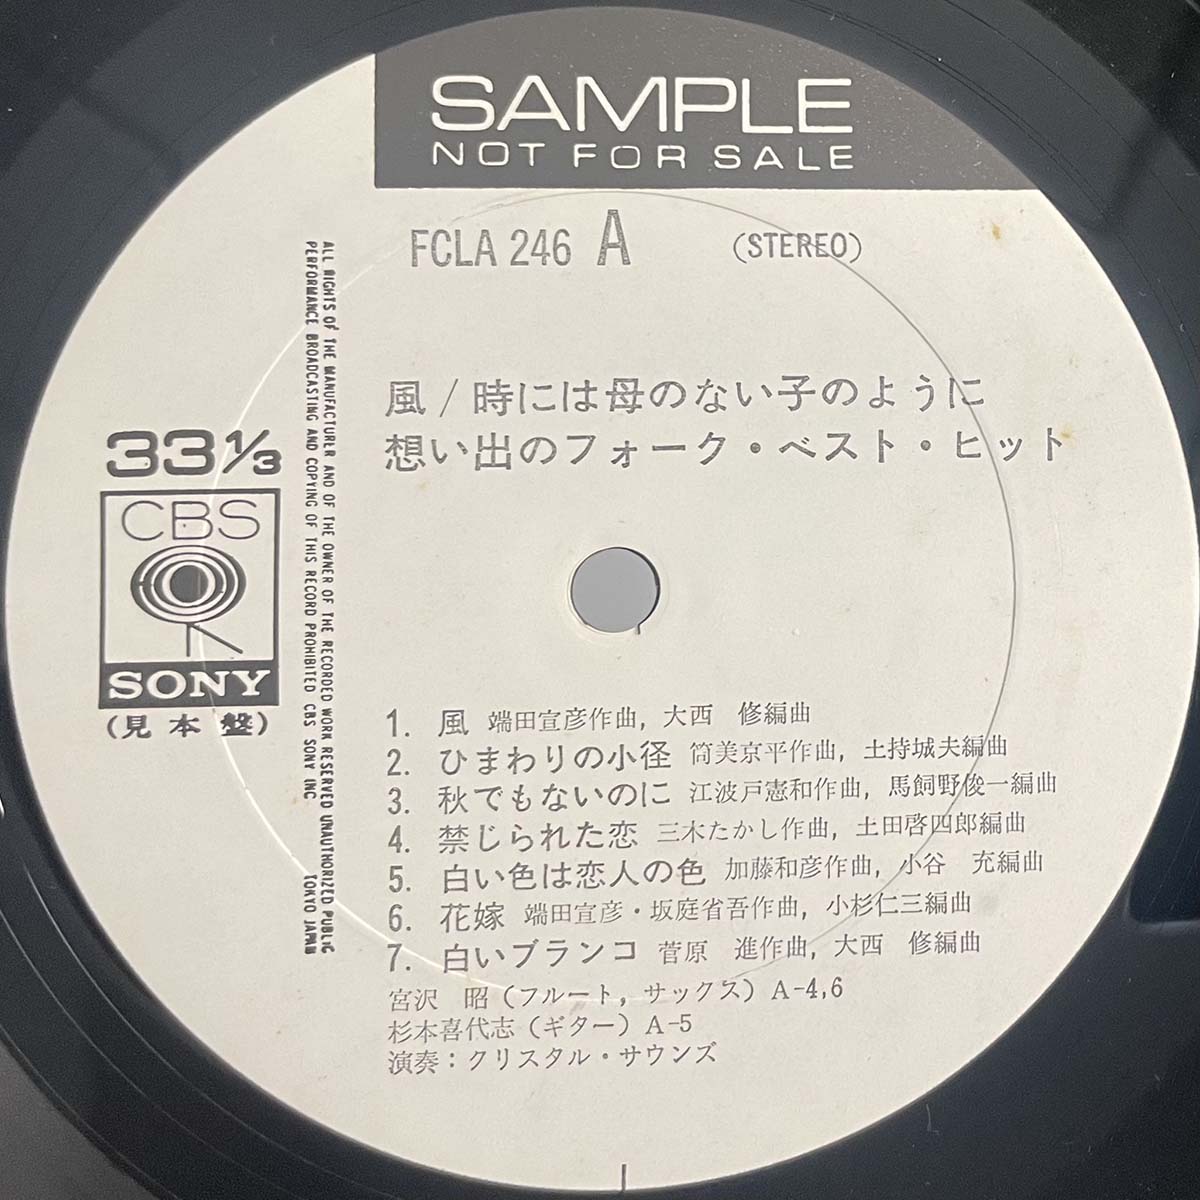 SAMPLE
NOT FOR SALE
FCLA 246 A (STEREO)
風/時には母のない子のように
想い出のフォーク・ベスト・ヒット
33⅓
CBS
SONY
(見本盤)
ALL RIGHTS OF THE MANUFACTURER AND OF THE OWNER OF THE RECORDED WORK RESERVED UNAUTHORIZED PUBLIC
PERFORMANCE BROADCASTING AND COPYING OF THIS RECORD PROHIBITED CBS SONY INC TOKYO JAPAN
1. 風 端田宣彦作曲, 大西 修編曲
2. ひまわりの小径 筒美京平作曲, 土持城夫編曲
3. 秋でもないのに 江波戸憲和作曲, 馬飼野俊一編曲
4. 禁じられた恋 三木たかし作曲, 土田啓四郎編曲
5. 白い色は恋人の色 加藤和彦作曲, 小谷 充編曲
6. 花嫁 端田宣彦・坂庭省吾作曲, 小杉仁三編曲
7. 白いブランコ 菅原 進作曲, 大西 修編曲
宮沢 昭(フルート, サックス)A-4,6
杉本喜代志(ギター)A-5
演奏:クリスタル・サウンズ